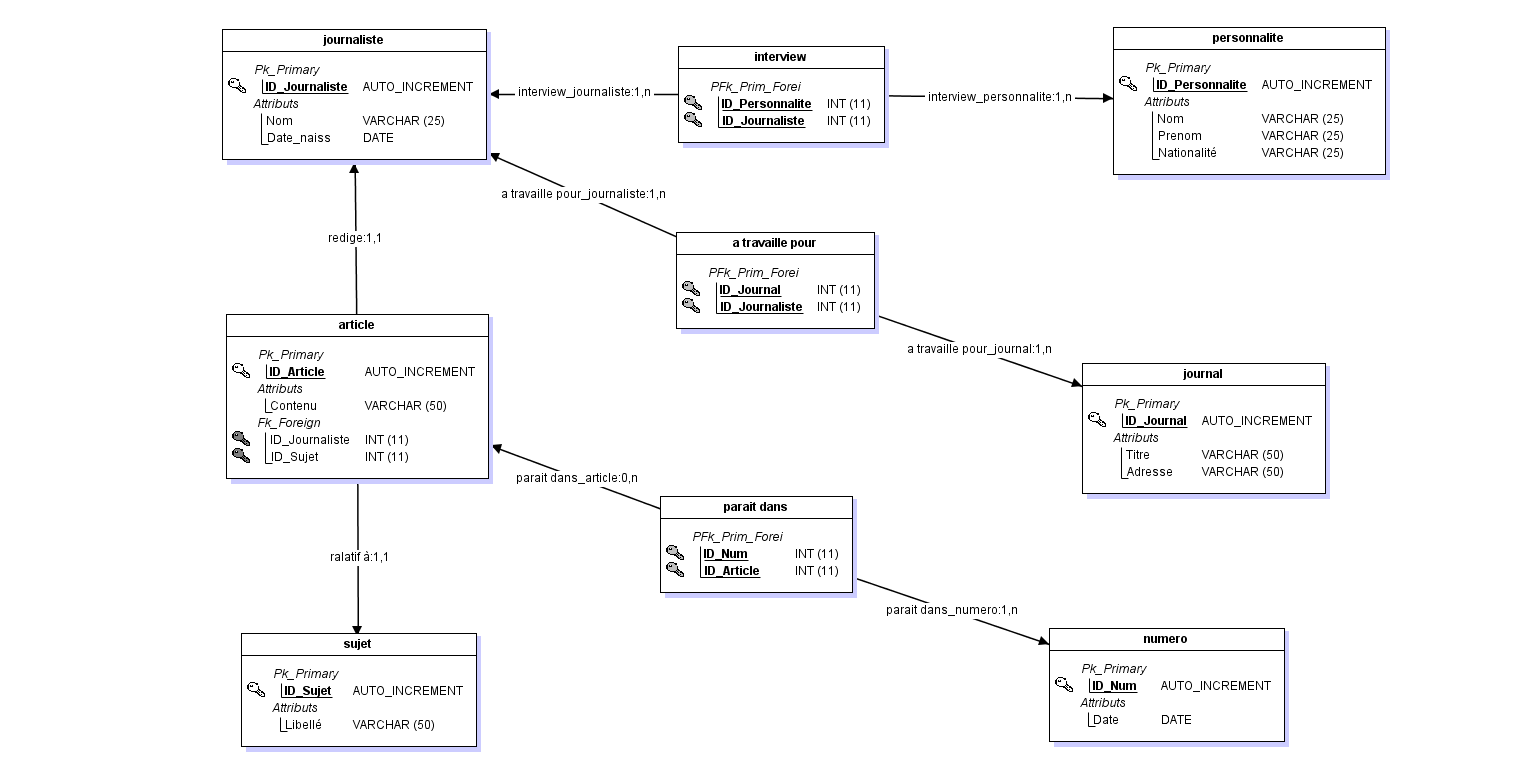 journaliste
Pk_Primary
ID_Journaliste AUTO_INCREMENT
Attributs
Nom VARCHAR (25)
Date_naiss DATE
interview_journaliste:1,n
interview
PFk_Prim_Forei
ID_Personnalite INT (11)
ID_Journaliste INT (11)
interview_personnalite:1,n
personnalite
Pk_Primary
ID_Personnalite AUTO_INCREMENT
Attributs
Nom VARCHAR (25)
Prenom VARCHAR (25)
Nationalité VARCHAR (25)
a travaille pour_journaliste:1,n
redige:1,1
a travaille pour
PFk_Prim_Forei
ID_Journal INT (11)
ID_Journaliste INT (11)
a travaille pour_journal:1,n
article
Pk_Primary
ID_Article AUTO_INCREMENT
Attributs
Contenu VARCHAR (50)
Fk_Foreign
ID_Journaliste INT (11)
ID_Sujet INT (11)
journal
Pk_Primary
ID_Journal AUTO_INCREMENT
Attributs
Titre VARCHAR (50)
Adresse VARCHAR (50)
parait dans_article:0,n
parait dans
PFk_Prim_Forei
ID_Num INT (11)
ID_Article INT (11)
ralatif à:1,1
parait dans_numero:1,n
sujet
Pk_Primary
ID_Sujet AUTO_INCREMENT
Attributs
Libellé VARCHAR (50)
numero
Pk_Primary
ID_Num AUTO_INCREMENT
Attributs
Date DATE